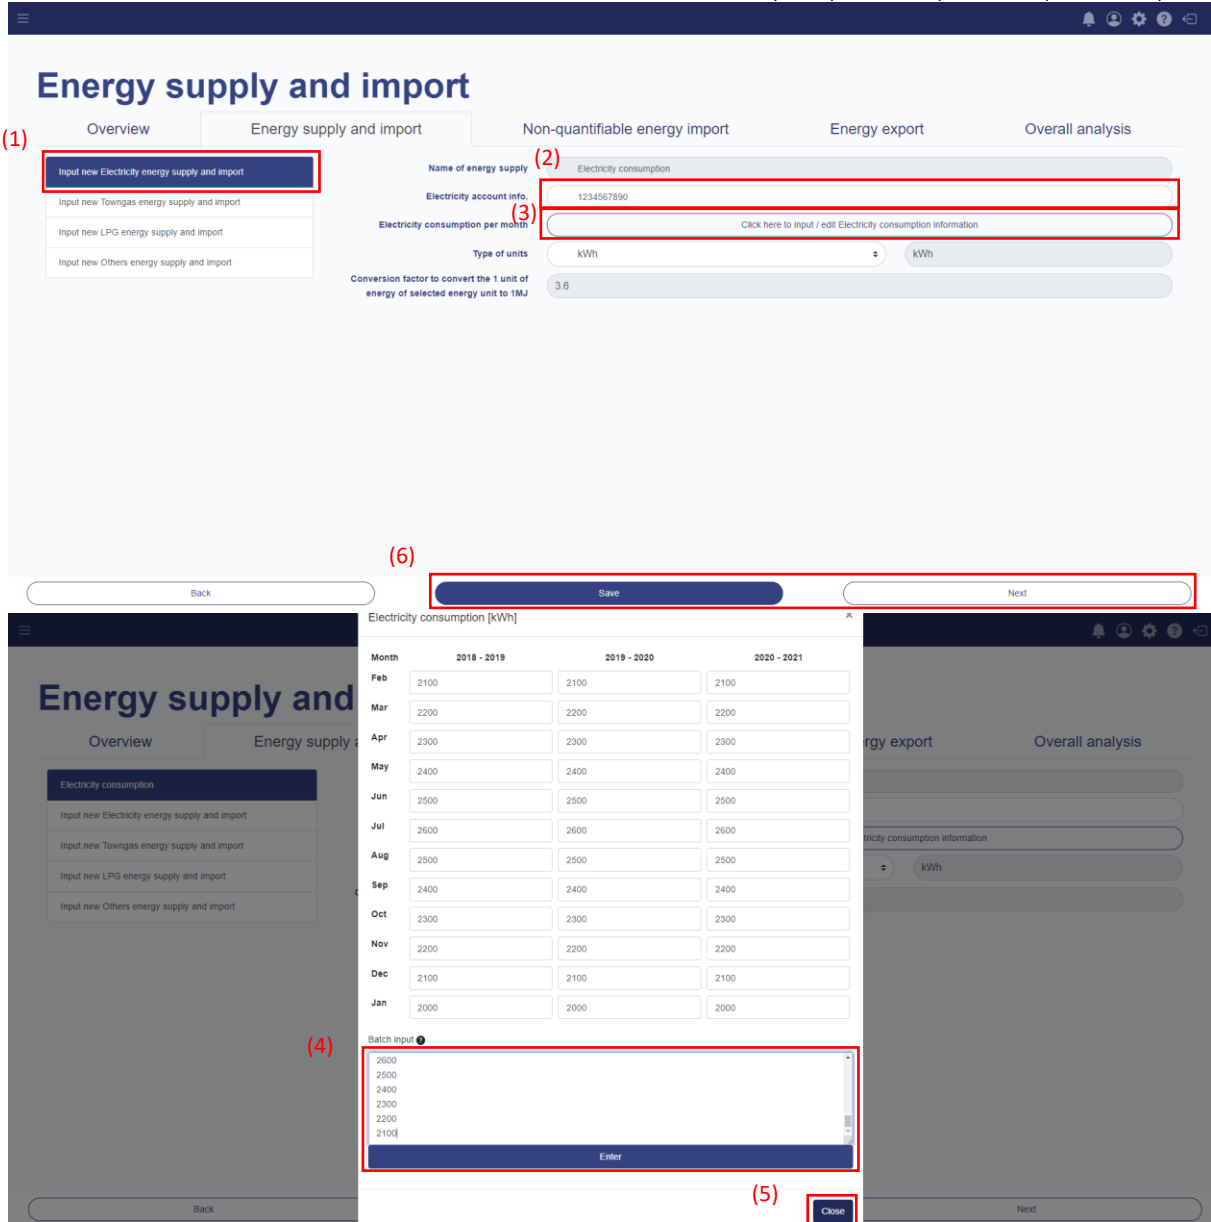 Energy supply and import
Overview
Energy supply and import
Non-quantifiable energy import
Energy export
Overall analysis
(1)
Input new Electricity energy supply and import
Input new Towngas energy supply and import
Input new LPG energy supply and import
Input new Others energy supply and import
Name of energy supply
(2)
Electricity consumption
Electricity account info.
1234567890
(3)
Electricity consumption per month
Click here to input / edit Electricity consumption information
Type of units
kWh
kWh
Conversion factor to convert the 1 unit of
energy of selected energy unit to 1MJ
3.6
(6)
Back
Save
Next
Electricity consumption [kWh]
×
Energy supply and
Overview
Energy supply a
rgy export
Overall analysis
Electricity consumption
Input new Electricity energy supply and import
Input new Towngas energy supply and import
Input new LPG energy supply and import
Input new Others energy supply and import
tricity consumption information
kWh
Month 2018 - 2019 2019 - 2020 2020 - 2021
Feb 2100 2100 2100
Mar 2200 2200 2200
Apr 2300 2300 2300
May 2400 2400 2400
Jun 2500 2500 2500
Jul 2600 2600 2600
Aug 2500 2500 2500
Sep 2400 2400 2400
Oct 2300 2300 2300
Nov 2200 2200 2200
Dec 2100 2100 2100
Jan 2000 2000 2000
(4)
Batch input ?
2600
2500
2400
2300
2200
2100
Enter
(5)
Close
Back
Next